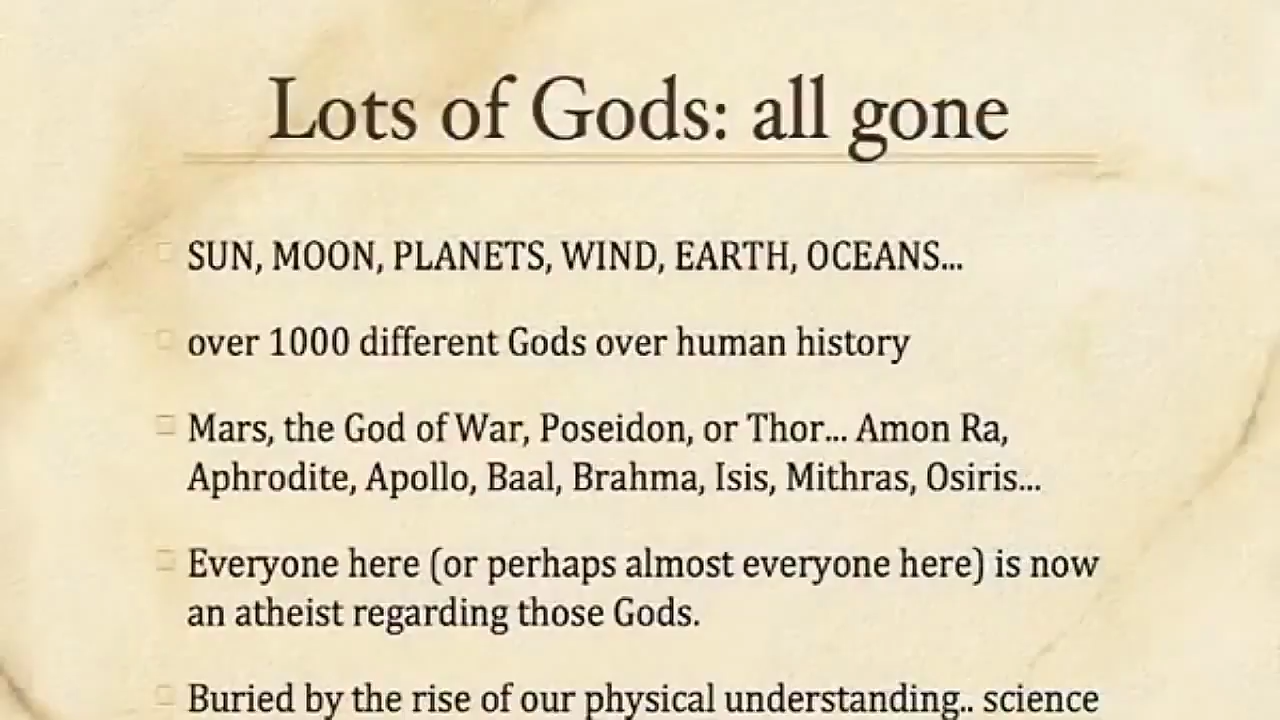 Lots of Gods: all gone
SUN, MOON, PLANETS, WIND, EARTH, OCEANS...
over 1000 different Gods over human history
Mars, the God of War, Poseidon, or Thor... Amon Ra,
Aphrodite, Apollo, Baal, Brahma, Isis, Mithras, Osiris...
Everyone here (or perhaps almost everyone here) is now
an atheist regarding those Gods.
Buried by the rise of our physical understanding.. science